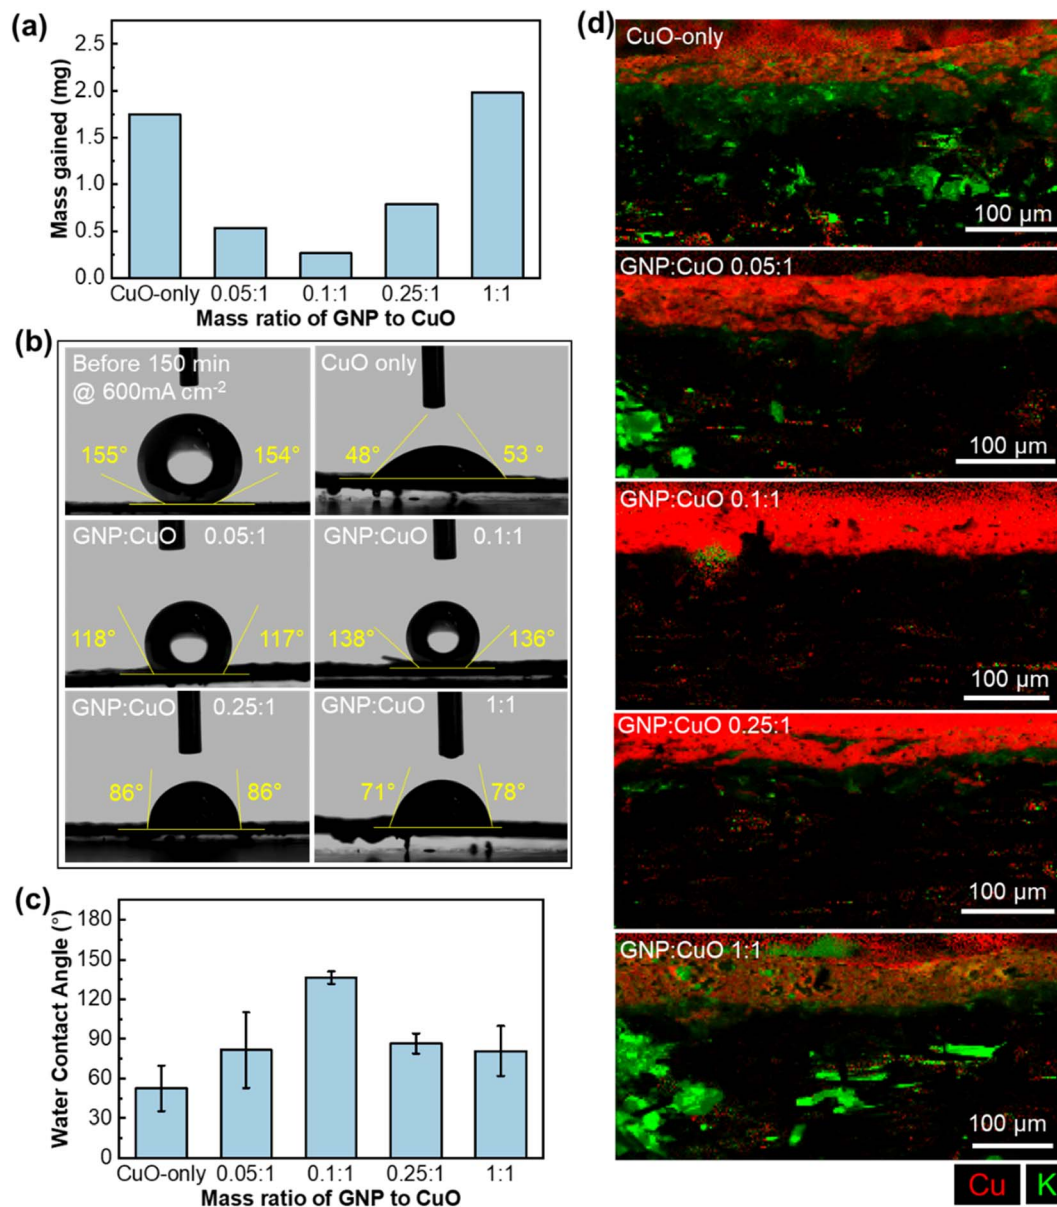 (a)
Mass gained (mg)
2.5
2.0
1.5
1.0
0.5
0.0
CuO-only 0.05:1 0.1:1 0.25:1 1:1
Mass ratio of GNP to CuO
(b)
Before 150 min
@ 600mA cm-2
155° 154°
CuO only
48° 53 °
GNP:CuO 0.05:1
118° 117°
GNP:CuO 0.1:1
138° 136°
GNP:CuO 0.25:1
86° 86°
GNP:CuO 1:1
71° 78°
(c)
Water Contact Angle (°)
180
150
120
90
60
30
0
CuO-only 0.05:1 0.1:1 0.25:1 1:1
Mass ratio of GNP to CuO
(d)
CuO-only
100 µm
GNP:CuO 0.05:1
100 µm
GNP:CuO 0.1:1
100 µm
GNP:CuO 0.25:1
100 µm
GNP:CuO 1:1
100 µm
Cu K